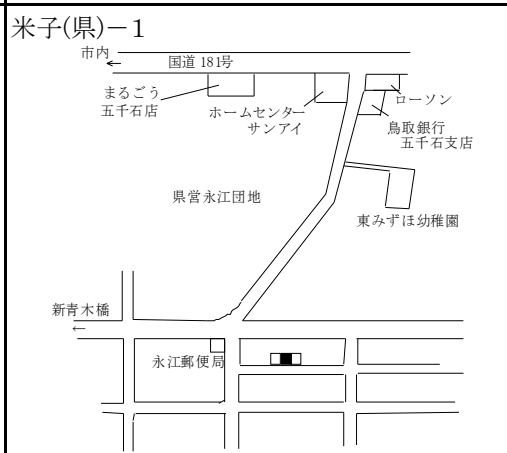 米子(県)－1
市内
←
国道 181号
まるごう
五千石店
ホームセンター
サンアイ
ローソン
鳥取銀行
五千石支店
県営永江団地
東みずほ幼稚園
新青木橋
←
永江郵便局